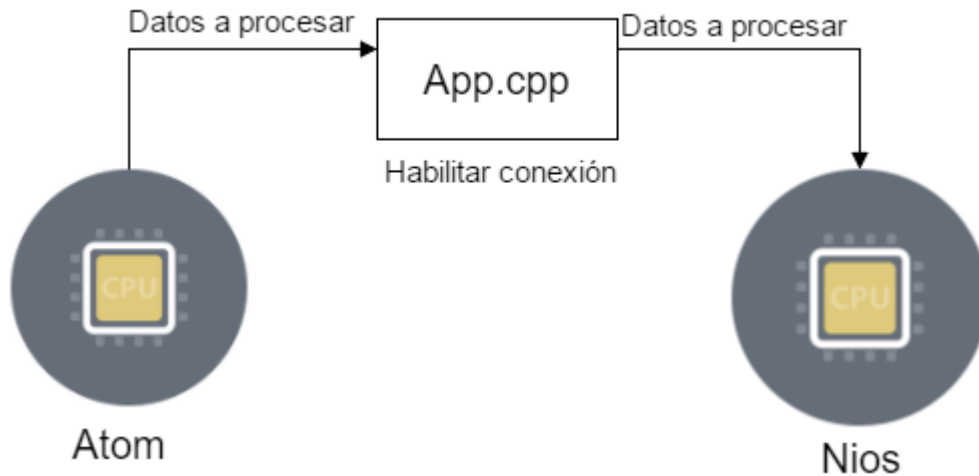 Datos a procesar
App.cpp
Datos a procesar
Habilitar conexión
CPU
CPU
Atom
Nios